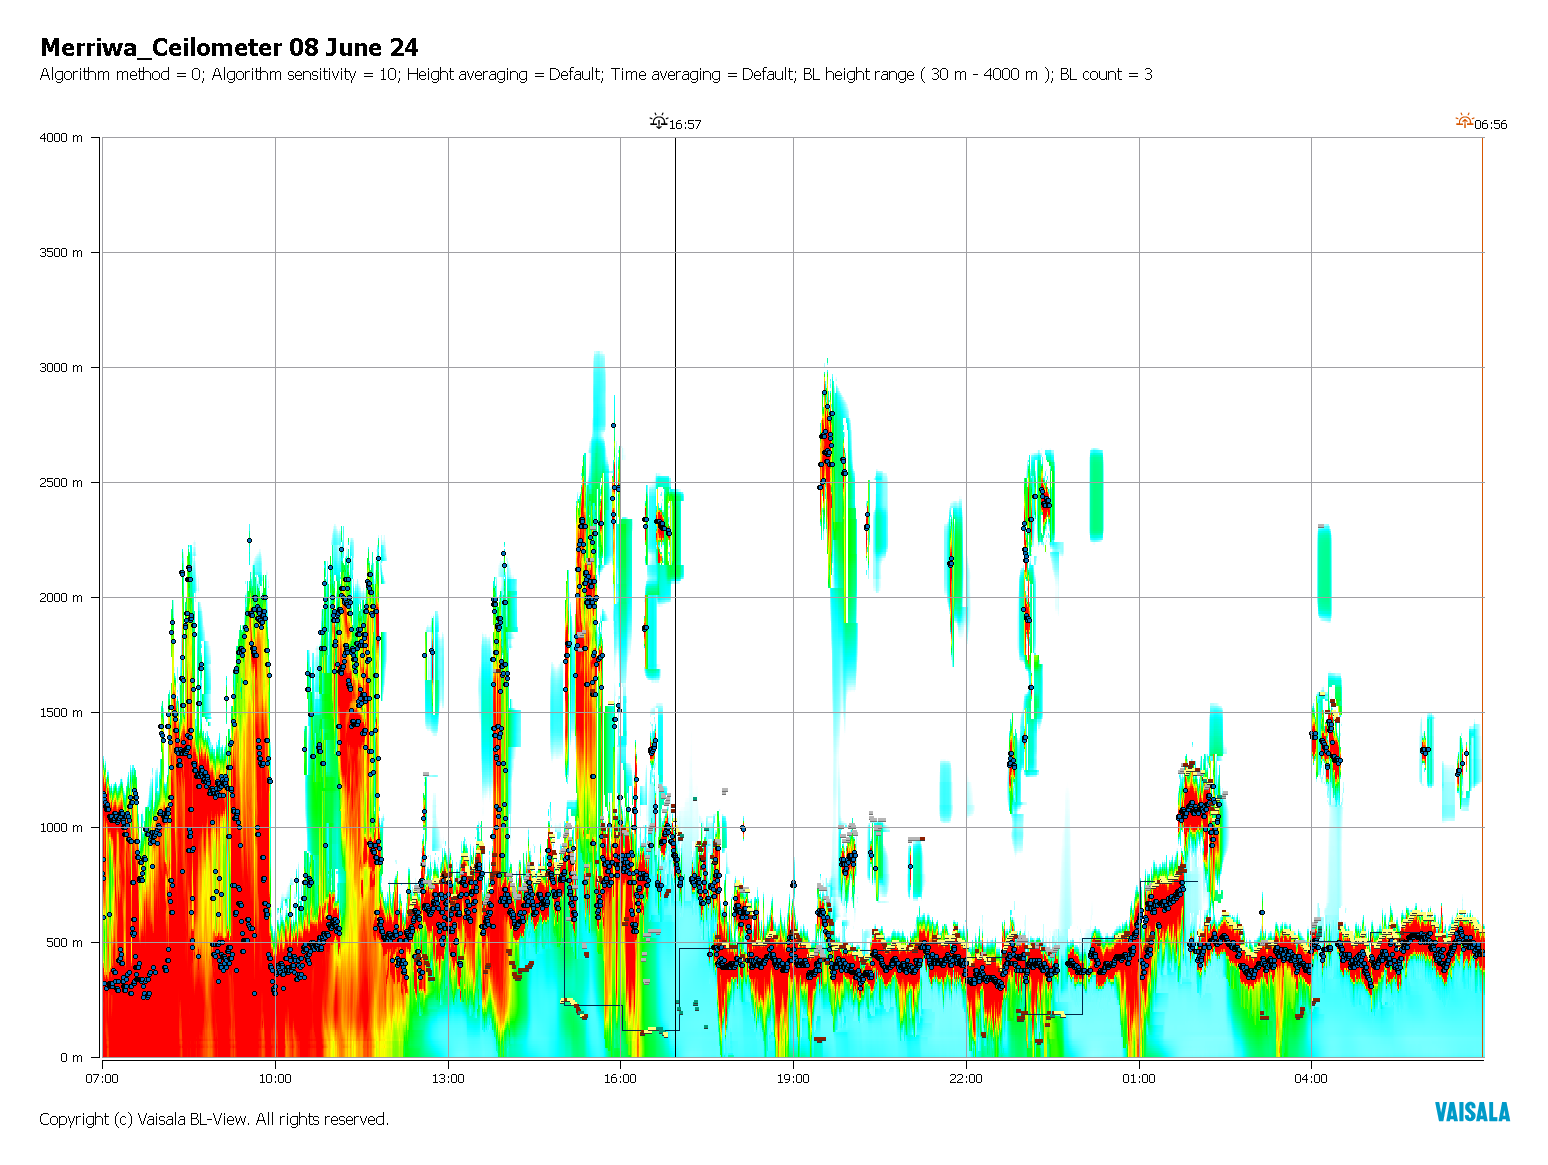 Merriwa_Ceilometer 08 June 24
Algorithm method = 0; Algorithm sensitivity = 10; Height averaging = Default; Time averaging = Default; BL height range ( 30 m - 4000 m ); BL count = 3
16:57
06:56
4000 m
3500 m
3000 m
2500 m
2000 m
1500 m
1000 m
500 m
0 m
07:00
10:00
13:00
16:00
19:00
22:00
01:00
04:00
Copyright (c) Vaisala BL-View. All rights reserved.
VAISALA